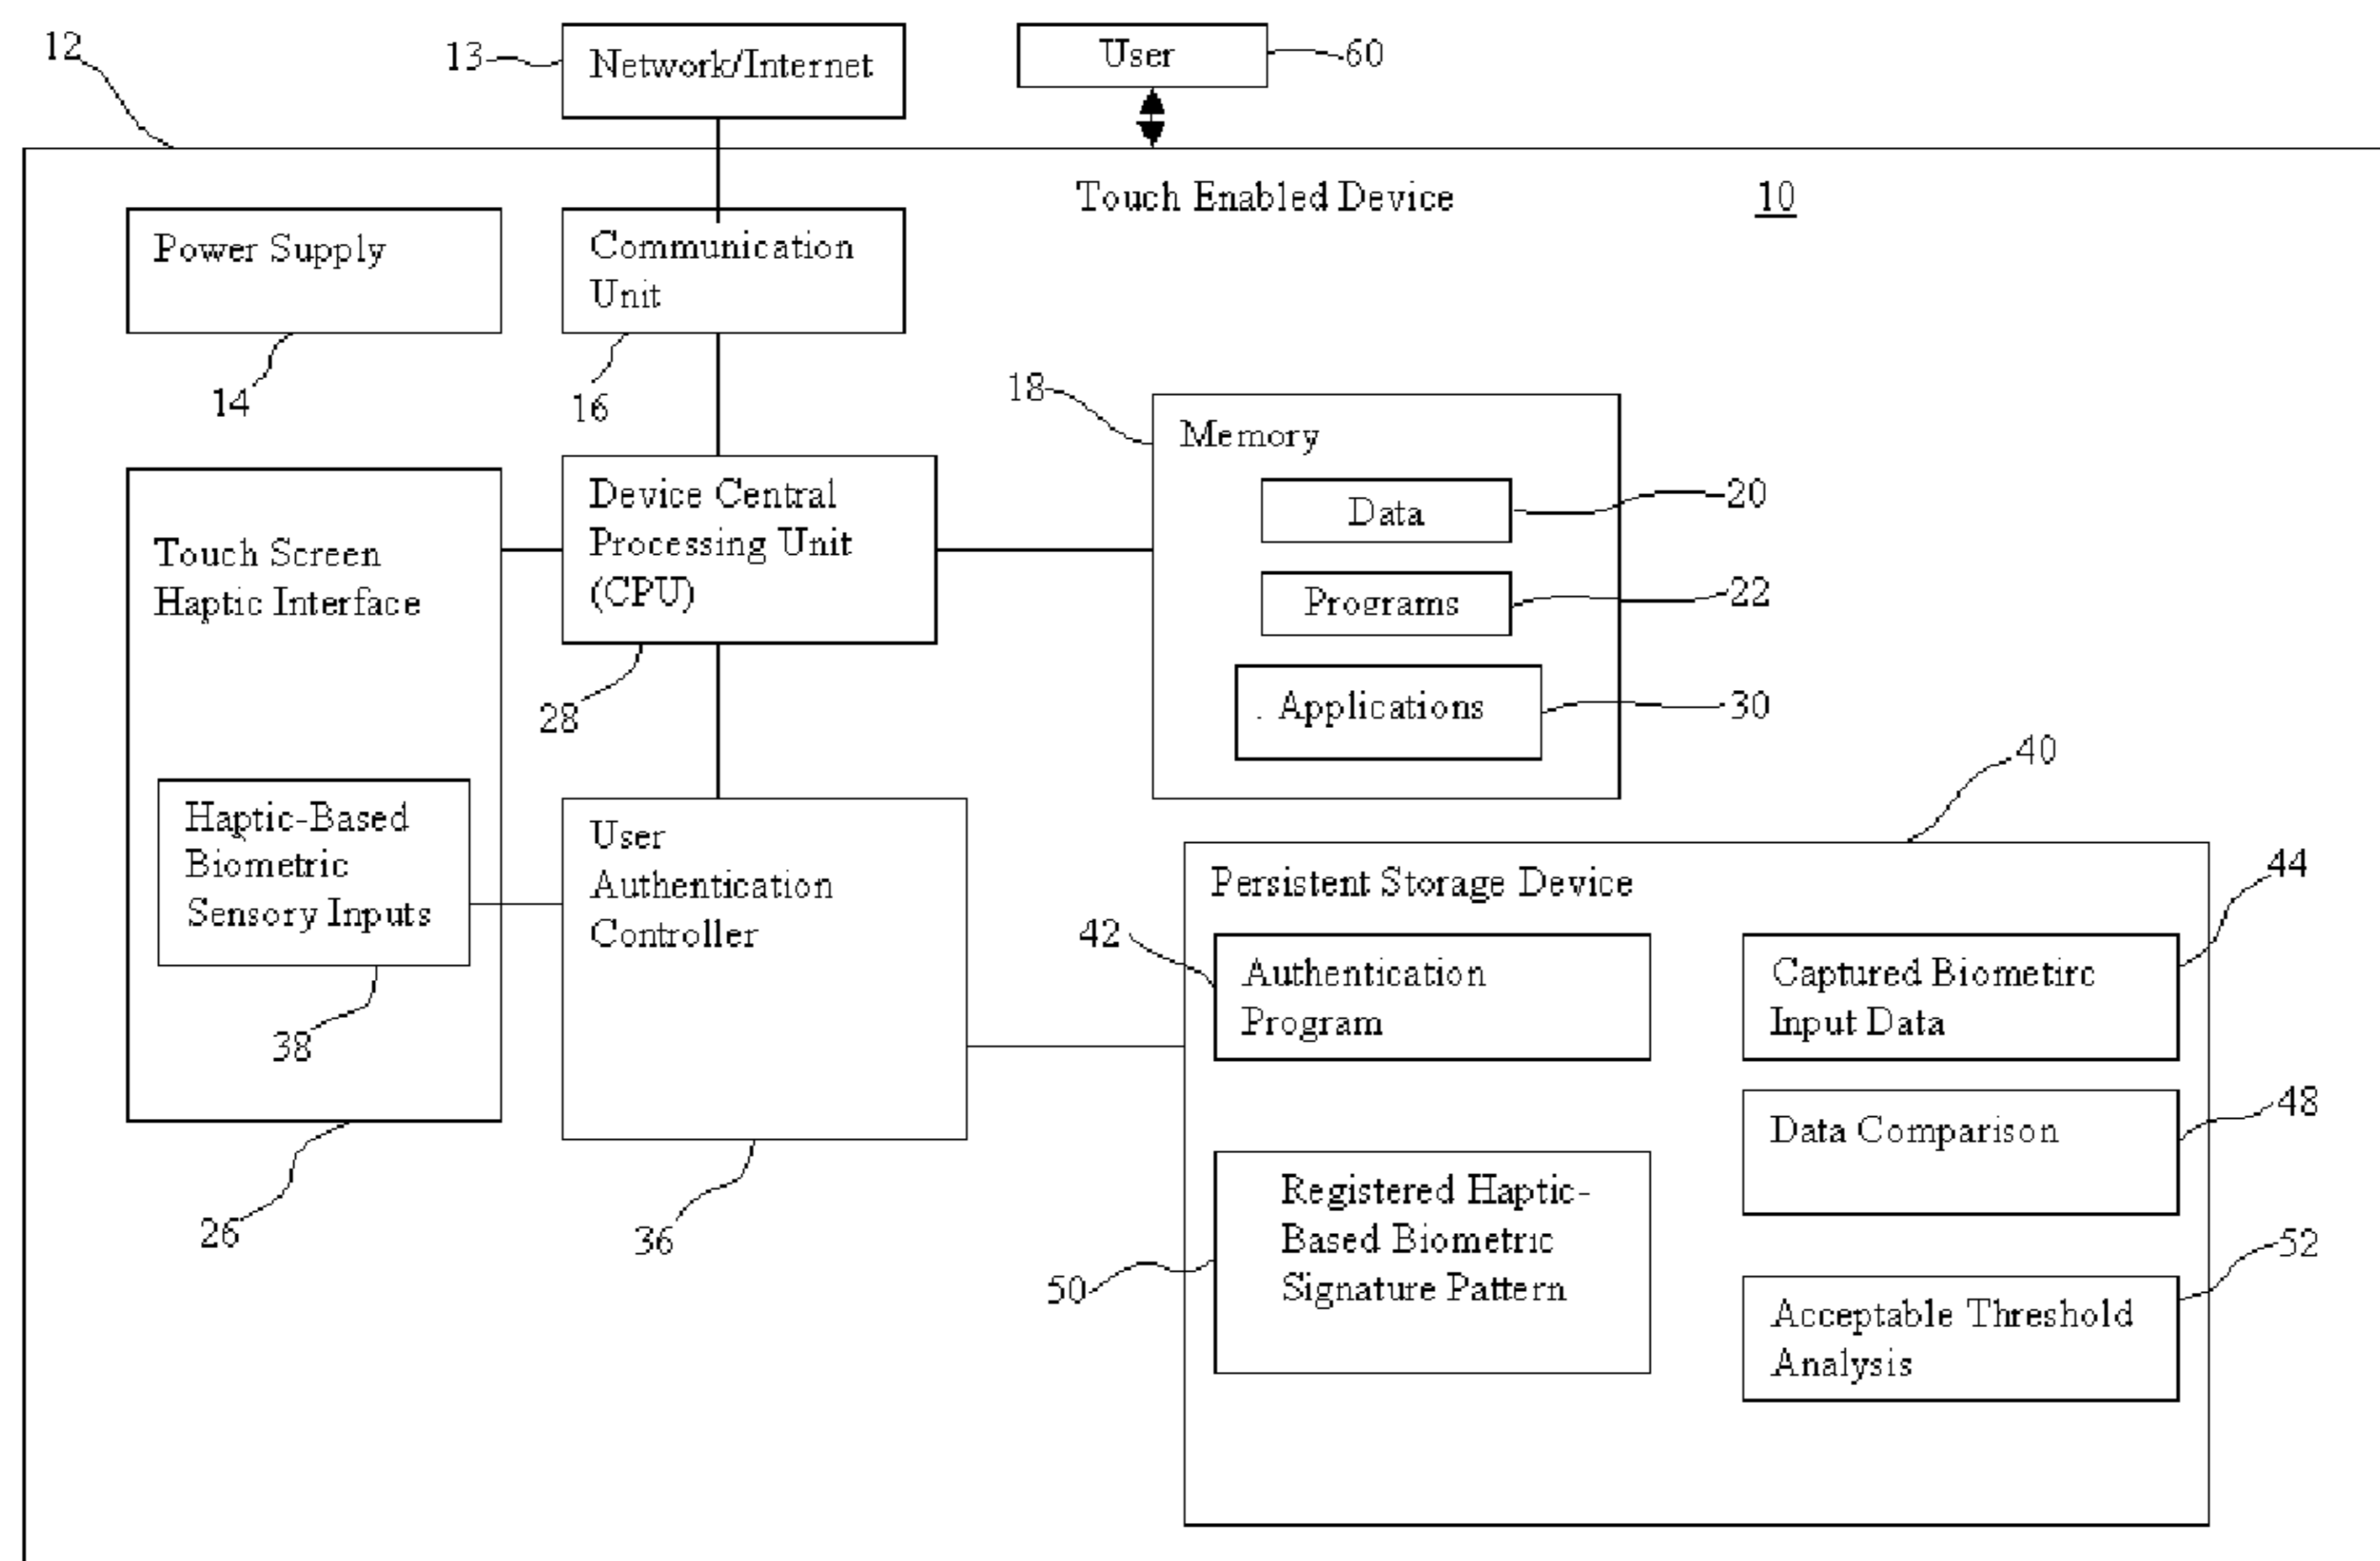 12
13
Network/Internet
User
60
Touch Enabled Device
10
Power Supply
14
Communication
Unit
16
18
Memory
Data
20
Programs
22
. Applications
30
Device Central
Processing Unit
(CPU)
28
Touch Screen
Haptic Interface
Haptic-Based
Biometric
Sensory Inputs
38
26
User
Authentication
Controller
36
40
Persistent Storage Device
42
Authentication
Program
44
Captured Biometirc
Input Data
48
Data Comparison
50
Registered Haptic-
Based Biometric
Signature Pattern
52
Acceptable Threshold
Analysis